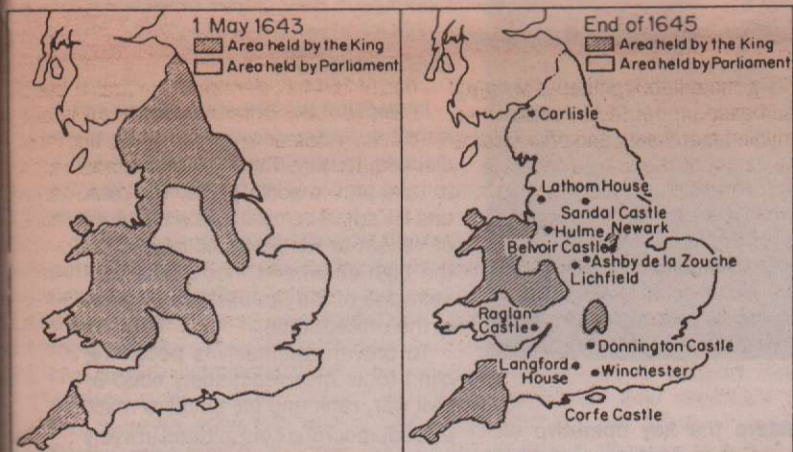 1 May 1643
Area held by the King
Area held by Parliament
End of 1645
Area held by the King
Area held by Parliament
Carlisle
Lathom House
Sandal Castle
Hulme
Newark
Belvoir Castle
Ashby de la Zouche
Lichfield
Raglan
Castle
Donnington Castle
Langford
House
Winchester
Corfe Castle